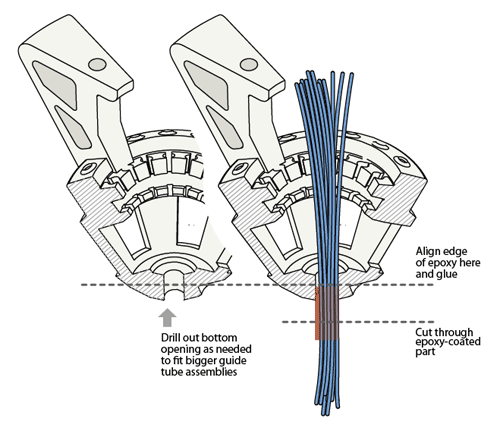 Align edge
of epoxy here
and glue
Drill out bottom
opening as needed
to fit bigger guide
tube assemblies
Cut through
epoxy-coated
part